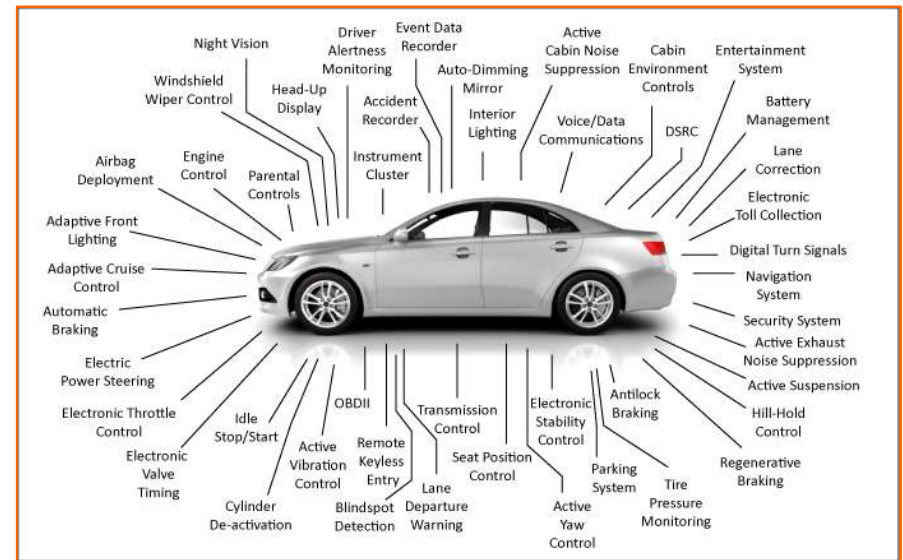 Night Vision
Driver
Alertness
Monitoring
Event Data
Recorder
Active
Cabin Noise
Suppression
Cabin
Environment
Controls
Entertainment
System
Windshield
Wiper Control
Head-Up
Display
Accident
Recorder
Auto-Dimming
Mirror
Interior
Lighting
Voice/Data
Communications
DSRC
Battery
Management
Airbag
Deployment
Engine
Control
Parental
Controls
Instrument
Cluster
Lane
Correction
Electronic
Toll Collection
Adaptive Front
Lighting
Digital Turn Signals
Adaptive Cruise
Control
Navigation
System
Automatic
Braking
Security System
Electric
Power Steering
Active Exhaust
Noise Suppression
Active Suspension
Electronic Throttle
Control
Idle
Stop/Start
OBDII
Transmission
Control
Electronic
Stability
Control
Antilock
Braking
Hill-Hold
Control
Electronic
Valve
Timing
Active
Vibration
Control
Remote
Keyless
Entry
Seat Position
Control
Parking
System
Regenerative
Braking
Cylinder
De-activation
Blindspot
Detection
Lane
Departure
Warning
Active
Yaw
Control
Tire
Pressure
Monitoring